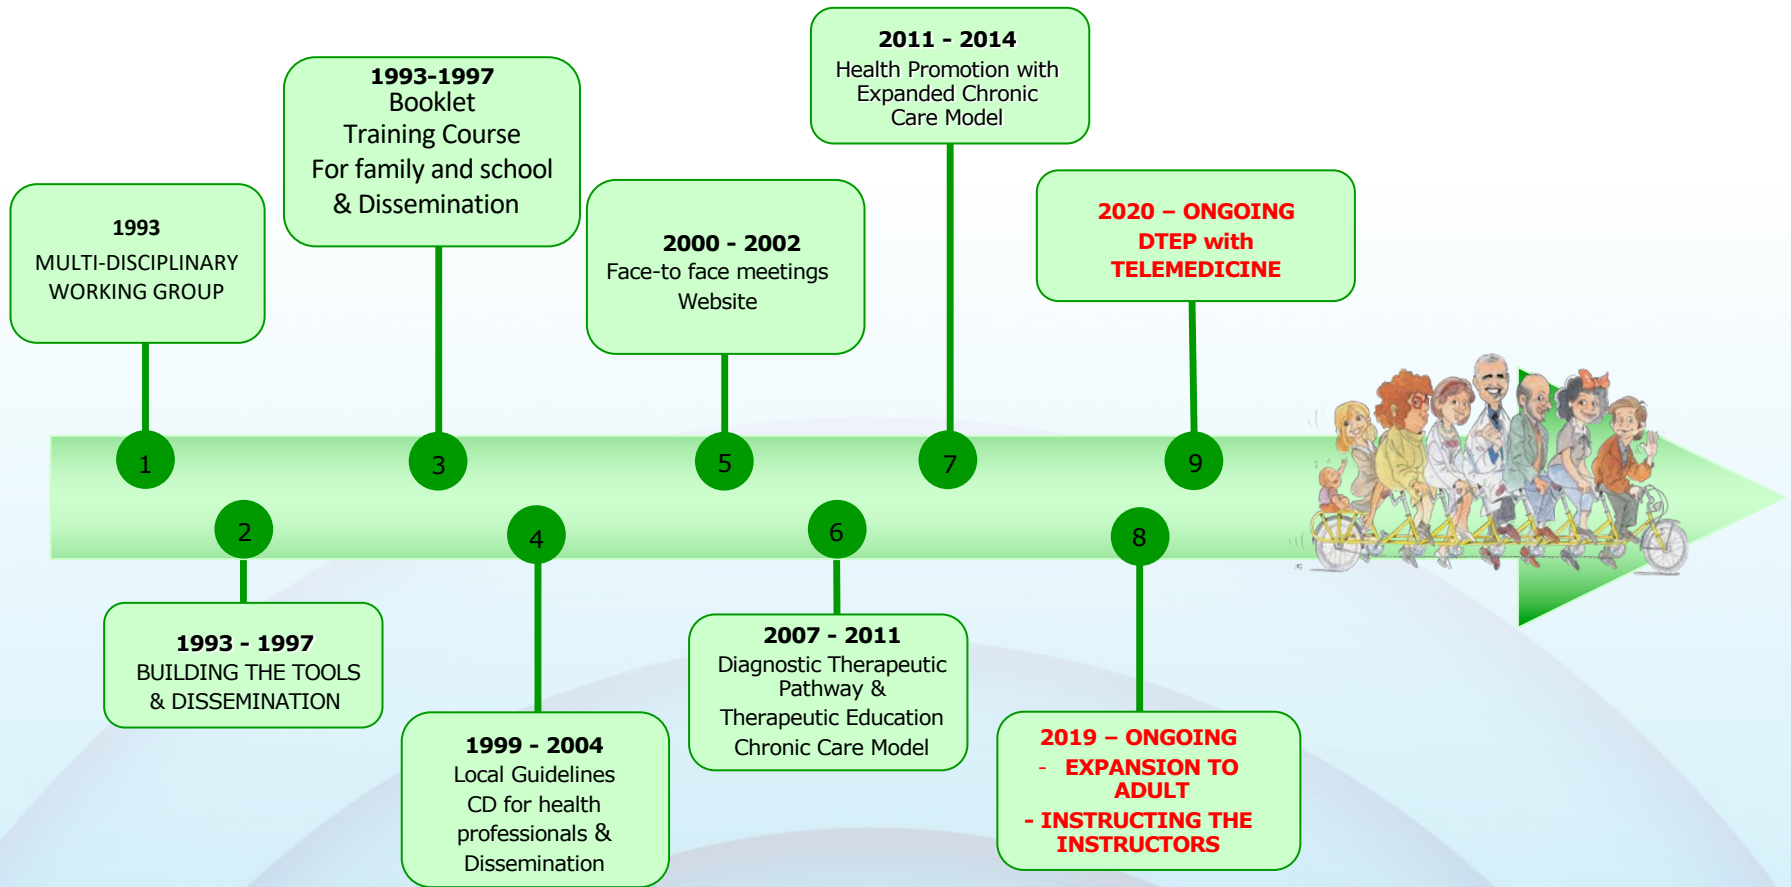 1
1993
MULTI-DISCIPLINARY
WORKING GROUP
2
1993 - 1997
BUILDING THE TOOLS
& DISSEMINATION
3
1993-1997
Booklet
Training Course
For family and school
& Dissemination
4
1999 - 2004
Local Guidelines
CD for health
professionals &
Dissemination
5
2000 - 2002
Face-to face meetings
Website
6
2007 - 2011
Diagnostic Therapeutic
Pathway &
Therapeutic Education
Chronic Care Model
7
2011 - 2014
Health Promotion with
Expanded Chronic
Care Model
8
2019 – ONGOING
- EXPANSION TO
ADULT
- INSTRUCTING THE
INSTRUCTORS
9
2020 – ONGOING
DTEP with
TELEMEDICINE